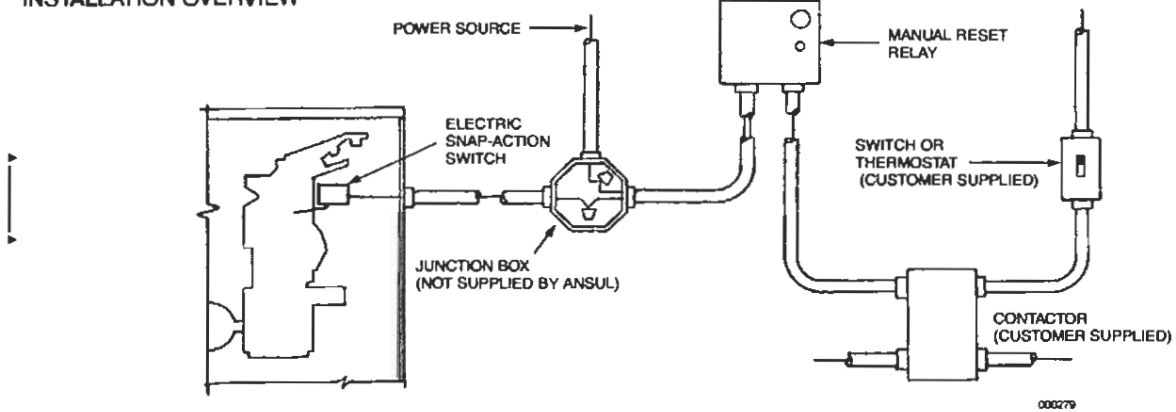 INSTALLATION OVERVIEW
POWER SOURCE
MANUAL RESET
RELAY
ELECTRIC
SNAP-ACTION
SWITCH
SWITCH OR
THERMOSTAT
(CUSTOMER SUPPLIED)
JUNCTION BOX
(NOT SUPPLIED BY ANSUL)
CONTACTOR
(CUSTOMER SUPPLIED)
000279